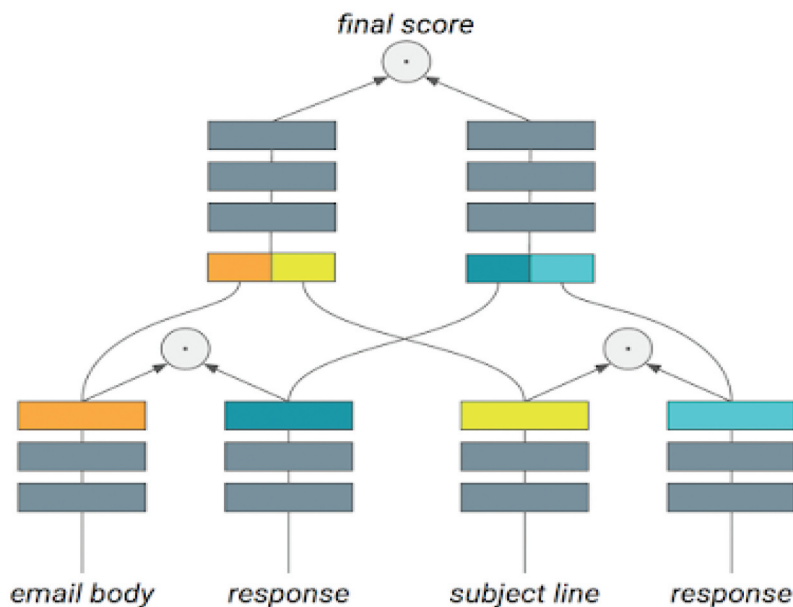 final score
email body
response
subject line
response